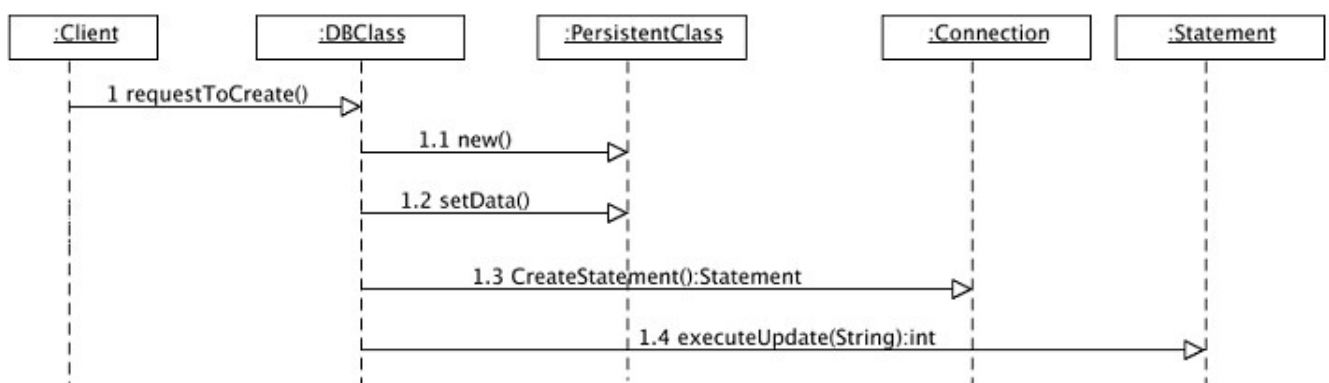 :Client
:DBClass
:PersistentClass
:Connection
:Statement
1 requestToCreate()
1.1 new()
1.2 setData()
1.3 CreateStatement():Statement
1.4 executeUpdate(String):int